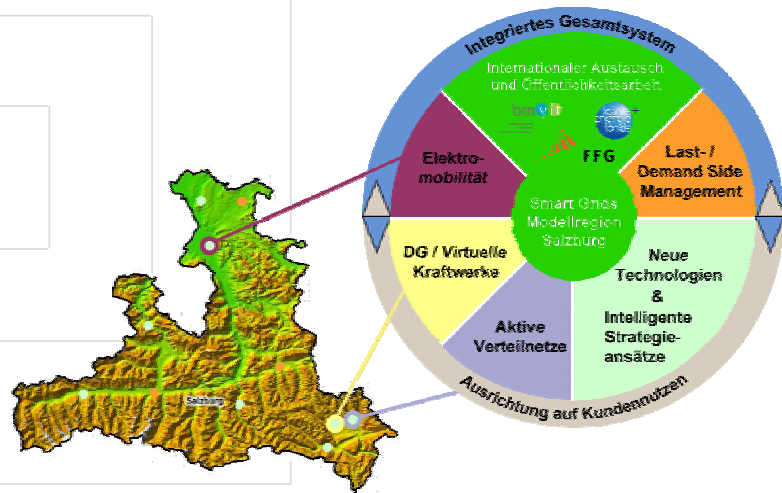 Integriertes Gesamtsystem
Internationaler Austausch
und Öffentlichkeitsarbeit
bmvit
FFG
Elektro-
mobilität
Last- /
Demand Side
Management
Smart Grids
Modellregion
Salzburg
DG / Virtuelle
Kraftwerke
Neue
Technologien
&
Intelligente
Strategie-
ansätze
Aktive
Verteilnetze
Ausrichtung auf Kundennutzen
Salzburg